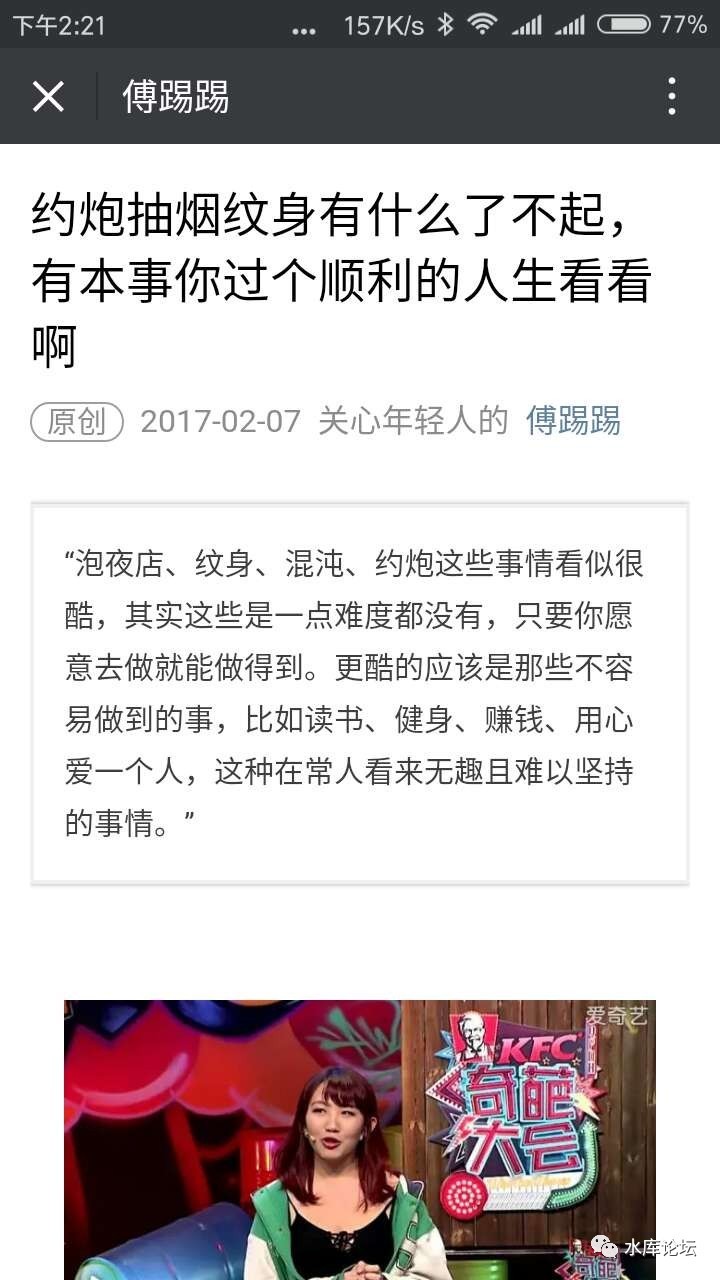 下午2:21 ... 157K/s 77%
傅踢踢
约炮抽烟纹身有什么了不起，
有本事你过个顺利的人生看看
啊
原创 2017-02-07 关心年轻人的 傅踢踢
“泡夜店、纹身、混沌、约炮这些事情看似很
酷，其实这些是一点难度都没有，只要你愿
意去做就能做得到。更酷的应该是那些不容
易做到的事，比如读书、健身、赚钱、用心
爱一个人，这种在常人看来无趣且难以坚持
的事情。”
爱奇艺
KFC
奇葩
大会
水库论坛
奇葩